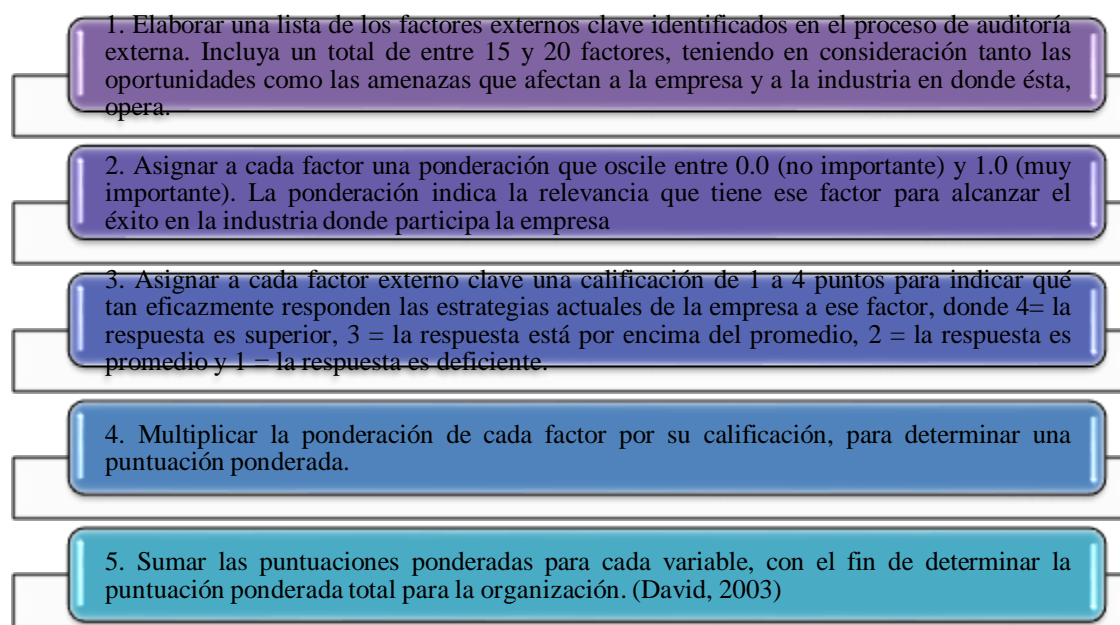 1. Elaborar una lista de los factores externos clave identificados en el proceso de auditoría
externa. Incluya un total de entre 15 y 20 factores, teniendo en consideración tanto las
oportunidades como las amenazas que afectan a la empresa y a la industria en donde ésta,
opera.
2. Asignar a cada factor una ponderación que oscile entre 0.0 (no importante) y 1.0 (muy
importante). La ponderación indica la relevancia que tiene ese factor para alcanzar el
éxito en la industria donde participa la empresa
3. Asignar a cada factor externo clave una calificación de 1 a 4 puntos para indicar qué
tan eficazmente responden las estrategias actuales de la empresa a ese factor, donde 4= la
respuesta es superior, 3 = la respuesta está por encima del promedio, 2 = la respuesta es
promedio y 1 = la respuesta es deficiente.
4. Multiplicar la ponderación de cada factor por su calificación, para determinar una
puntuación ponderada.
5. Sumar las puntuaciones ponderadas para cada variable, con el fin de determinar la
puntuación ponderada total para la organización. (David, 2003)